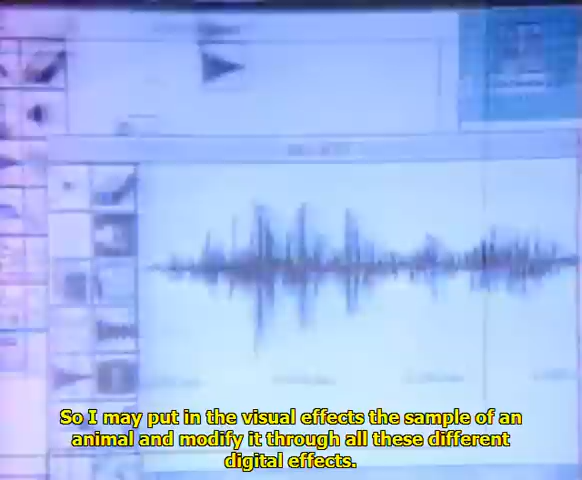 So I may put in the visual effects the sample of an
animal and modify it through all these different
digital effects.